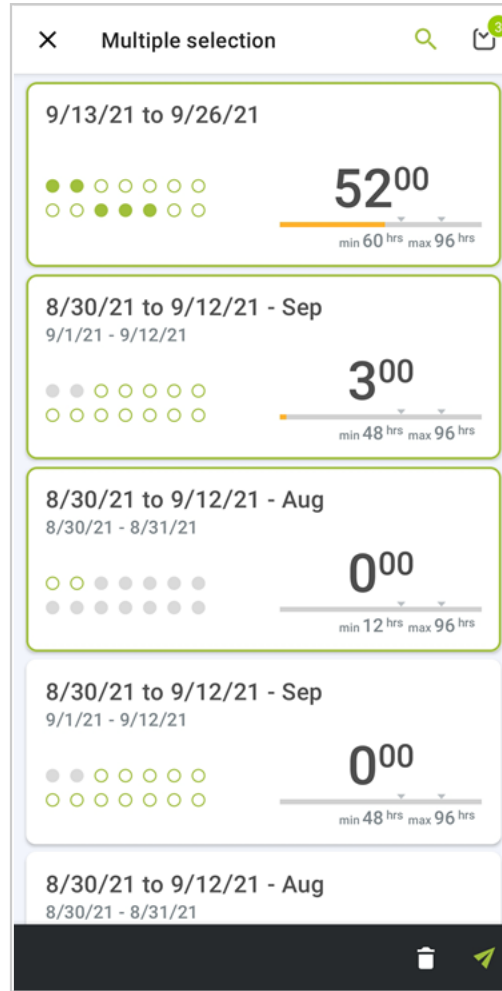 Multiple selection
3
9/13/21 to 9/26/21
52⁰⁰
min 60 hrs max 96 hrs
8/30/21 to 9/12/21 - Sep
9/1/21 - 9/12/21
3⁰⁰
min 48 hrs max 96 hrs
8/30/21 to 9/12/21 - Aug
8/30/21 - 8/31/21
0⁰⁰
min 12 hrs max 96 hrs
8/30/21 to 9/12/21 - Sep
9/1/21 - 9/12/21
0⁰⁰
min 48 hrs max 96 hrs
8/30/21 to 9/12/21 - Aug
8/30/21 - 8/31/21